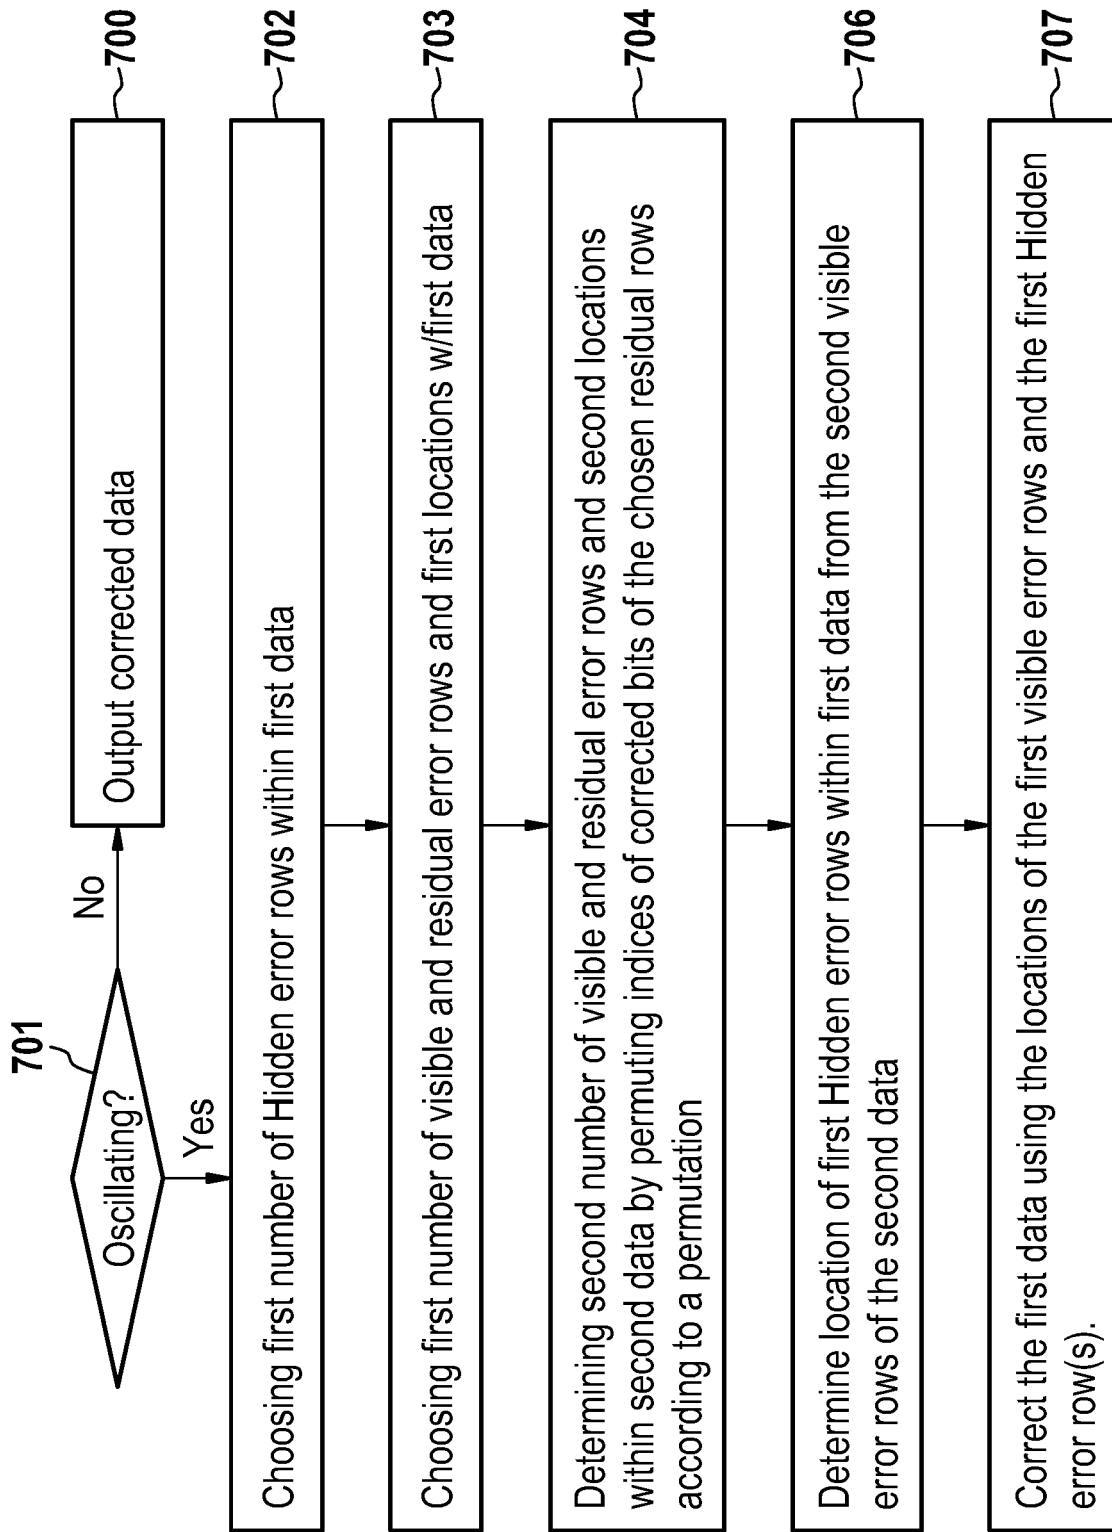 701
Oscillating?
No
Output corrected data
700
Yes
Choosing first number of Hidden error rows within first data
702
Choosing first number of visible and residual error rows and first locations w/first data
703
Determining second number of visible and residual error rows and second locations
within second data by permuting indices of corrected bits of the chosen residual rows
according to a permutation
704
Determine location of first Hidden error rows within first data from the second visible
error rows of the second data
706
Correct the first data using the locations of the first visible error rows and the first Hidden
error row(s).
707